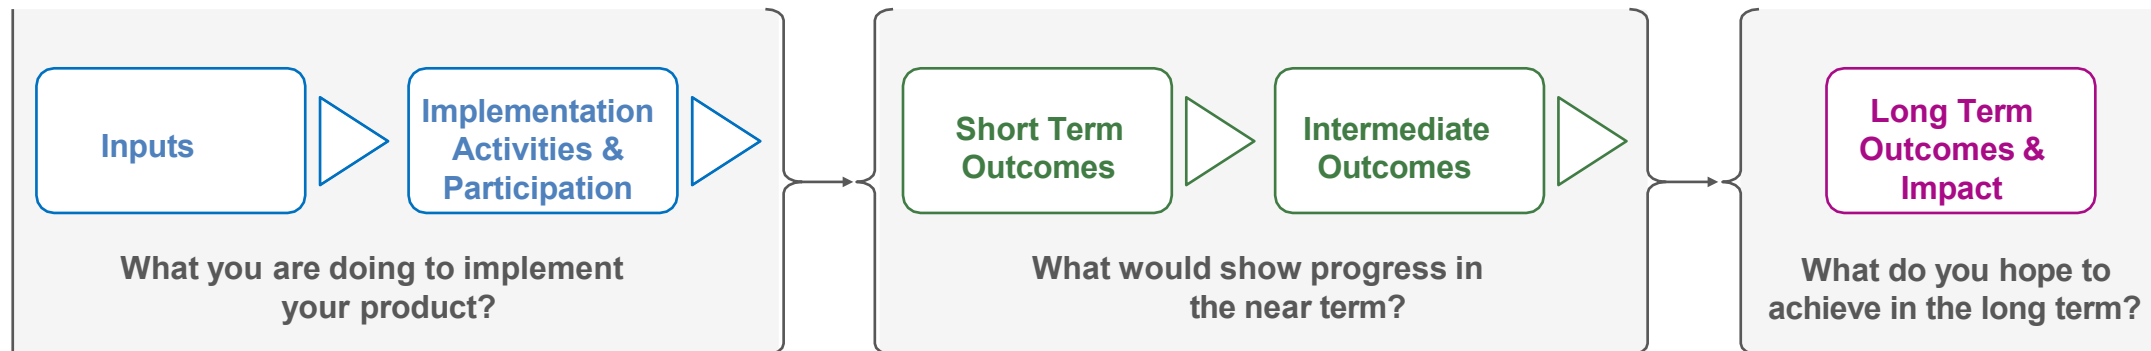 Inputs
Implementation
Activities &
Participation
Short Term
Outcomes
Intermediate
Outcomes
Long Term
Outcomes &
Impact
What you are doing to implement
your product?
What would show progress in
the near term?
What do you hope to
achieve in the long term?